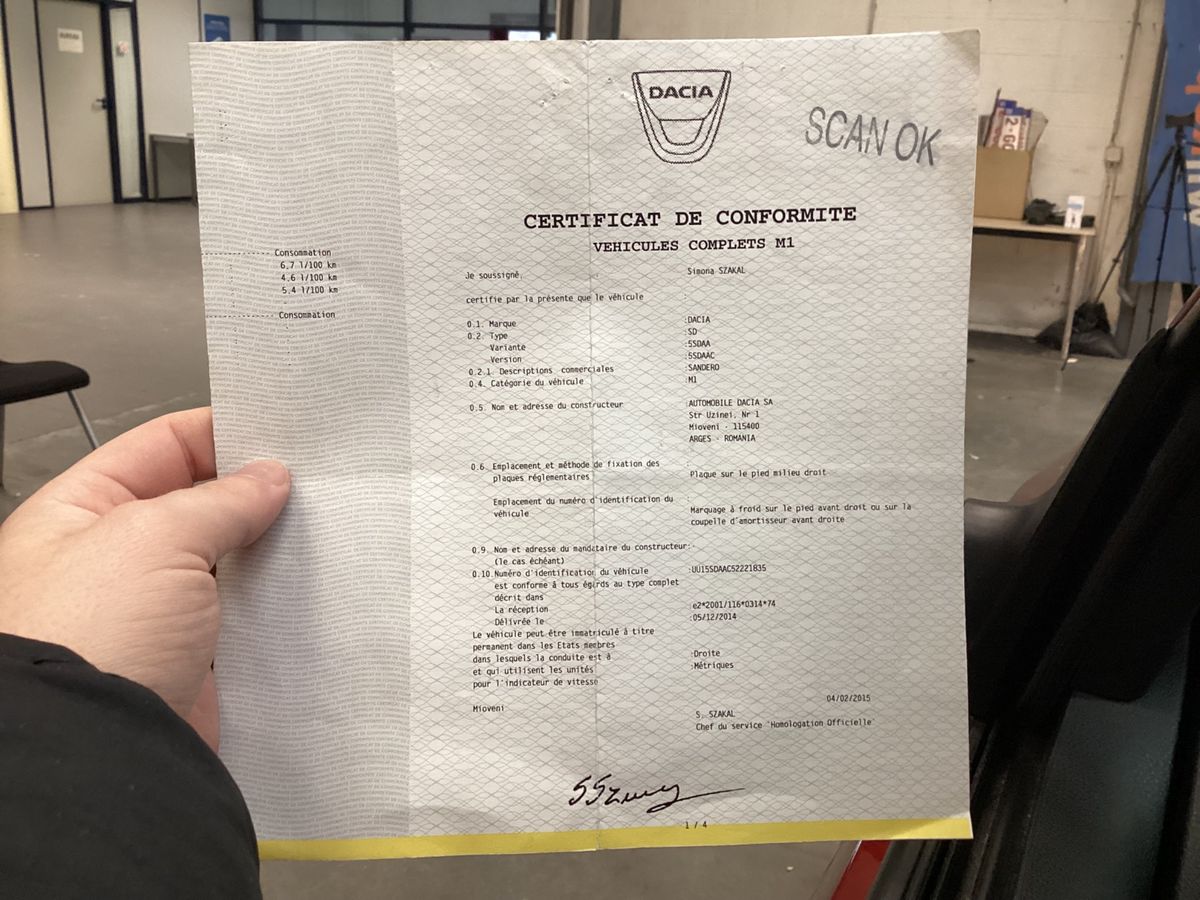 DACIA
SCAN OK
CERTIFICAT DE CONFORMITE
VEHICULES COMPLETS M1
Consommation
6.7 l/100 km
4.6 l/100 km
5.4 l/100 km
Consommation
Je soussigné, Simona SZAKAL
certifie par la présente que le véhicule :
0.1. Marque :DACIA
0.2. Type :SD
Variante :5SDAA
Version :5SDAAC
0.2.1. Descriptions commerciales :SANDERO
0.4. Catégorie du véhicule :M1
0.5. Nom et adresse du constructeur :AUTOMOBILE DACIA SA
Str Uzinei, Nr 1
Mioveni - 115400
ARGES - ROMANIA
0.6. Emplacement et méthode de fixation des
plaques réglementaires : Plaque sur le pied milieu droit
Emplacement du numéro d'identification du :
véhicule Marquage à froid sur le pied avant droit ou sur la
coupelle d'amortisseur avant droite
0.9. Nom et adresse du mandataire du constructeur:-
(le cas échéant)
0.10.Numéro d'identification du véhicule :UU15SDAAC52221835
est conforme à tous égards au type complet
décrit dans
La réception :e2*2001/116*0314*74
Délivrée le :05/12/2014
Le véhicule peut être immatriculé à titre
permanent dans les Etats membres
dans lesquels la conduite est à :Droite
et qui utilisent les unités :Métriques
pour l'indicateur de vitesse
04/02/2015
Mioveni S. SZAKAL
Chef du service "Homologation Officielle"
1 / 4